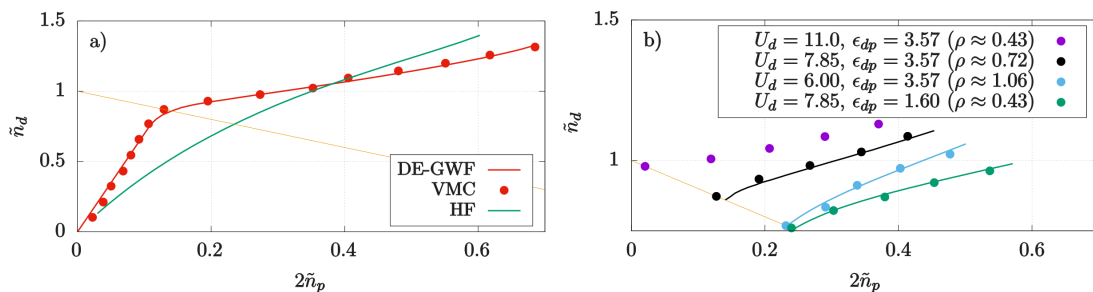 a)
1.5
1
0.5
0
ñ_d
0
0.2
0.4
0.6
2ñ_p
DE-GWF
VMC
HF
b)
1.5
1
ñ_d
0
0.2
0.4
0.6
2ñ_p
U_d = 11.0, ϵ_dp = 3.57 (ρ ≈ 0.43)
U_d = 7.85, ϵ_dp = 3.57 (ρ ≈ 0.72)
U_d = 6.00, ϵ_dp = 3.57 (ρ ≈ 1.06)
U_d = 7.85, ϵ_dp = 1.60 (ρ ≈ 0.43)